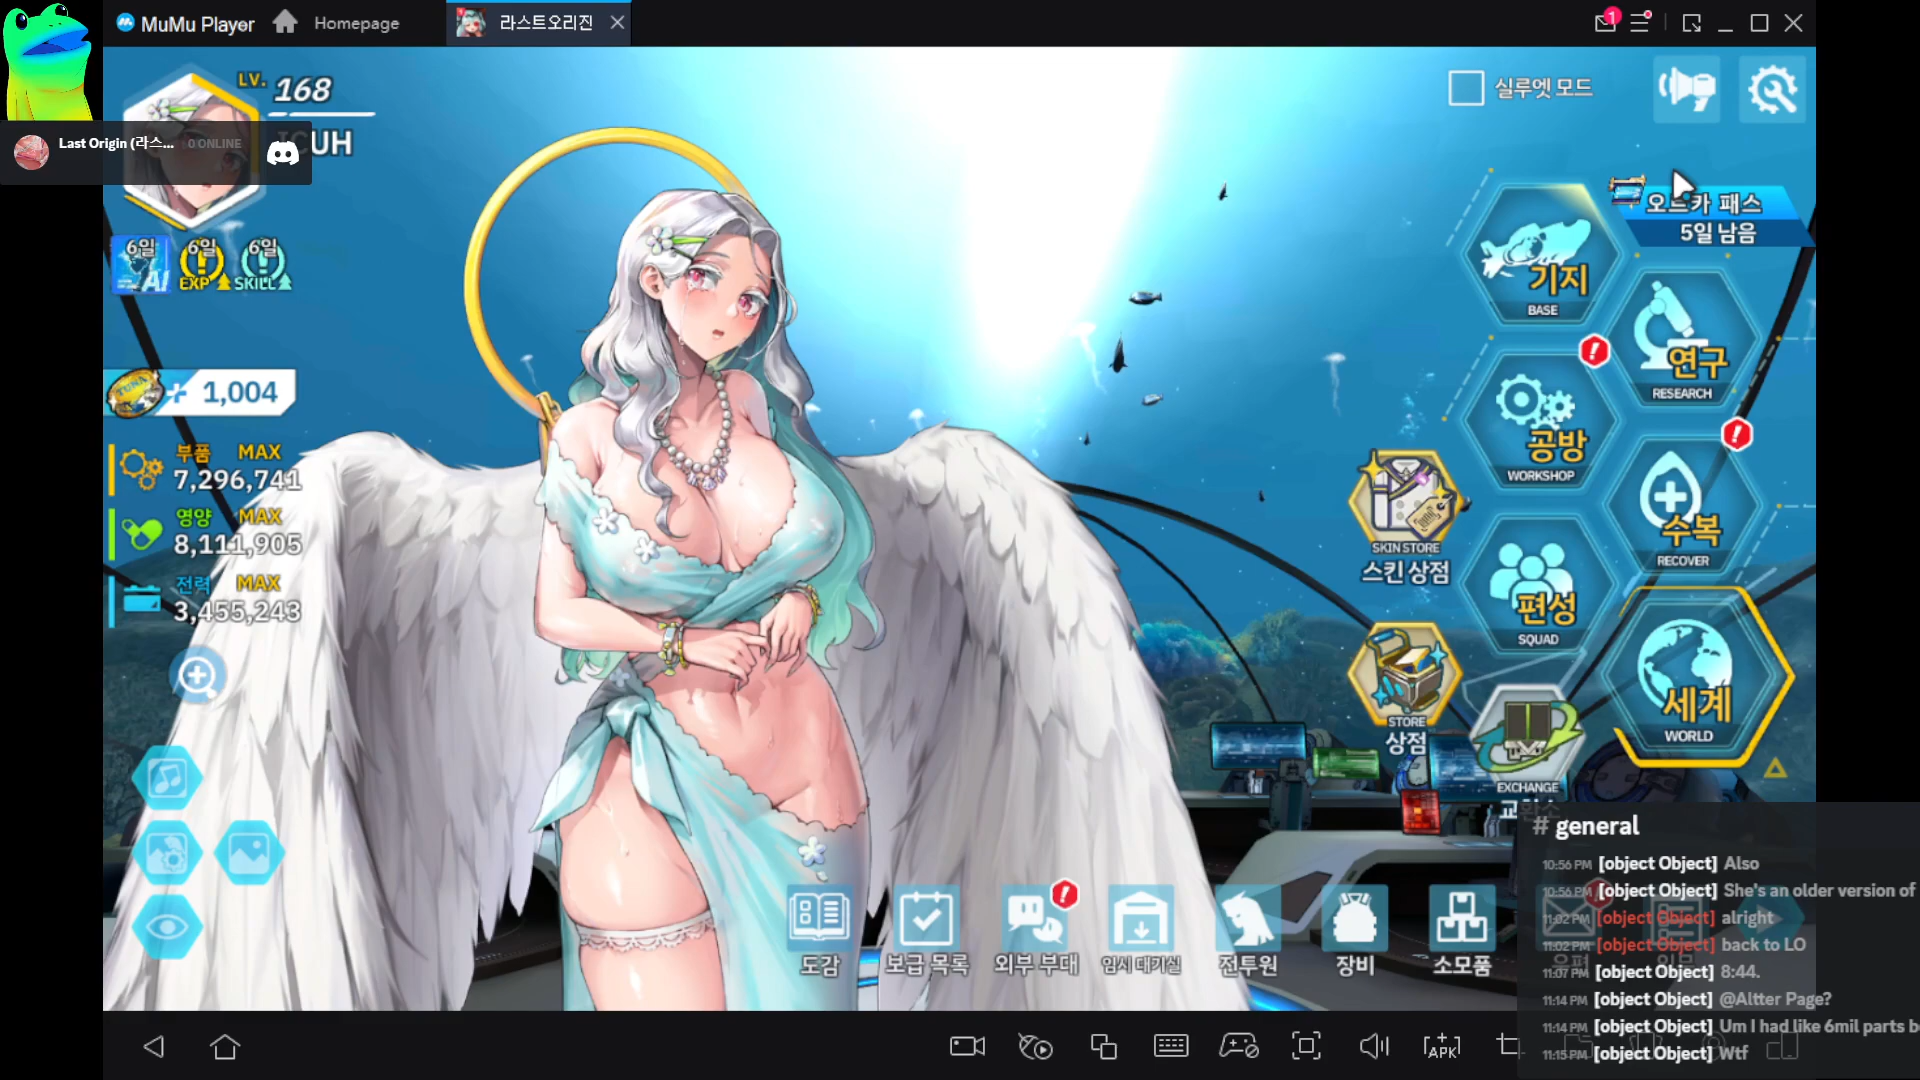 MuMu Player
Homepage
라스트오리진
1
LV. 168
실루엣 모드
Last Origin (라스...
0 ONLINE
오르카 패스
5일 남음
6일
AI
6일
EXP
6일
SKILL
기지
BASE
연구
RESEARCH
TUNA
1,004
공방
WORKSHOP
부품 MAX
7,296,741
영양 MAX
8,111,905
전력 MAX
3,455,243
수복
RECOVER
SKIN STORE
스킨 상점
편성
SQUAD
STORE
상점
세계
WORLD
EXCHANGE
도감
보급 목록
외부 부대
임시 대기실
전투원
장비
소모품
# general
10:56 PM [object Object] Also
10:56 PM [object Object] She's an older version of
11:02 PM [object Object] alright
11:02 PM [object Object] back to LO
11:07 PM [object Object] 8:44.
11:14 PM [object Object] @Altter Page?
11:14 PM [object Object] Um I had like 6mil parts b
11:15 PM [object Object] Wtf
APK